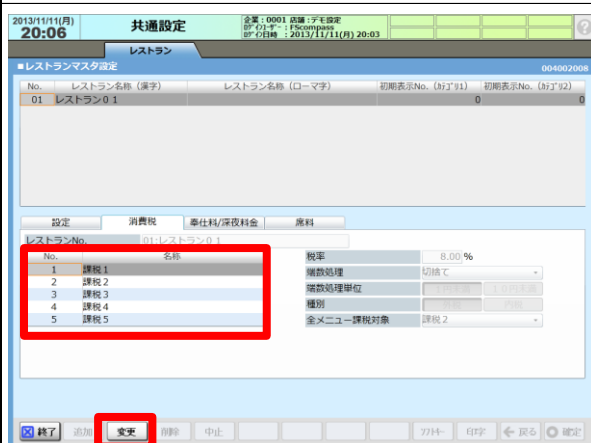 2013/11/11(月)
20:06
共通設定
企業:0001 店舗:デモ設定
ﾛｸﾞｲﾝﾕｰｻﾞｰ:FScompass
ﾛｸﾞｲﾝ日時 :2013/11/11(月) 20:03
レストラン
■レストランマスタ設定
004002008
No. レストラン名称(漢字) レストラン名称(ローマ字) 初期表示No.(ｶﾃｺﾞﾘ1) 初期表示No.(ｶﾃｺﾞﾘ2)
01 レストラン01 0 0
設定 消費税 奉仕料/深夜料金 席料
レストランNo. 01:レストラン01
No. 名称
1 課税1
2 課税2
3 課税3
4 課税4
5 課税5
税率 8.00 %
端数処理 切捨て
端数処理単位 1円未満 10円未満
種別 内税
全メニュー課税対象 課税2
終了 追加 変更 削除 中止 印字 戻る 確定